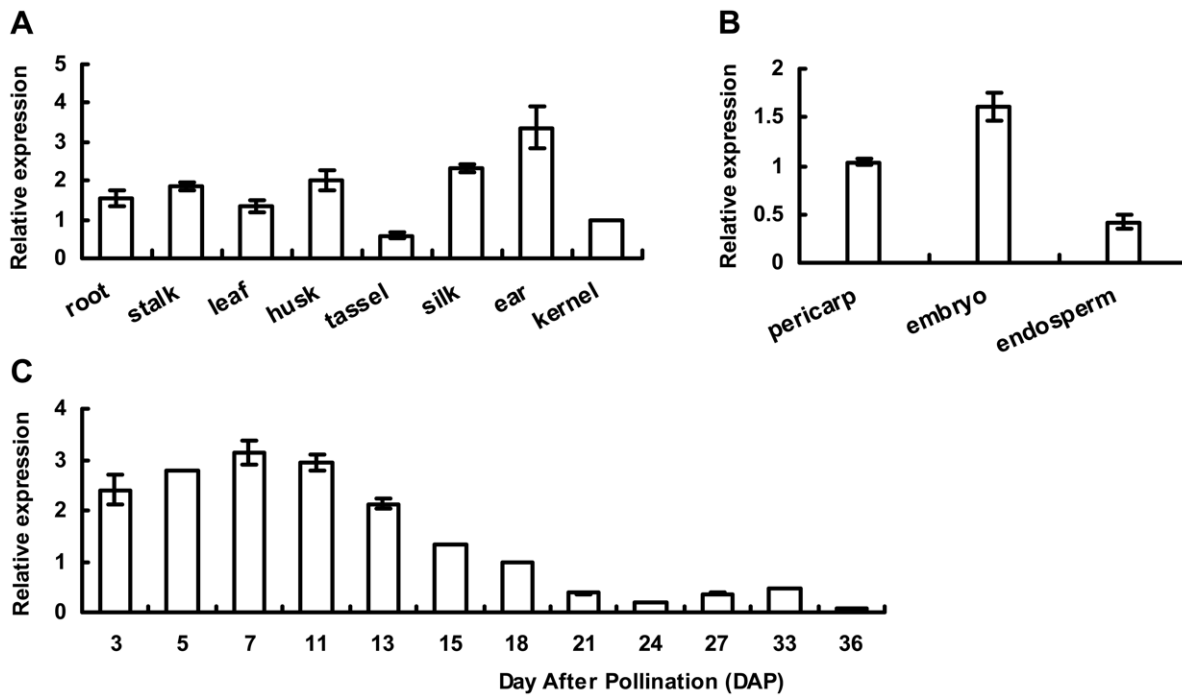 A
Relative expression
5
4
3
2
1
0
root
stalk
leaf
husk
tassel
silk
ear
kernel
B
Relative expression
2
1.5
1
0.5
0
pericarp
embryo
endosperm
C
Relative expression
4
3
2
1
0
3 5 7 11 13 15 18 21 24 27 33 36
Day After Pollination (DAP)